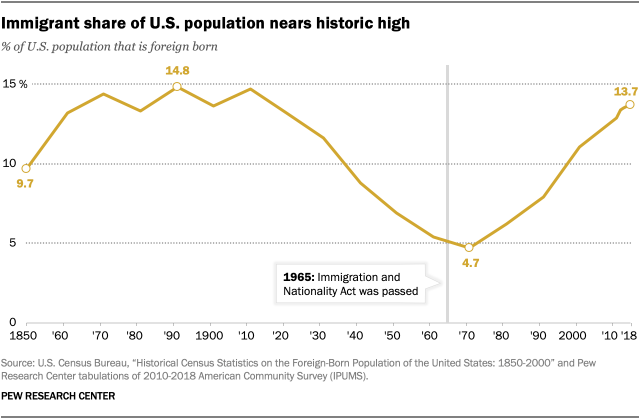 Immigrant share of U.S. population nears historic high
% of U.S. population that is foreign born
15 %
14.8
13.7
10
9.7
5
4.7
1965: Immigration and
Nationality Act was passed
0
1850 '60 '70 '80 '90 1900 '10 '20 '30 '40 '50 '60 '70 '80 '90 2000 '10 '18
Source: U.S. Census Bureau, “Historical Census Statistics on the Foreign-Born Population of the United States: 1850-2000” and Pew
Research Center tabulations of 2010-2018 American Community Survey (IPUMS).
PEW RESEARCH CENTER